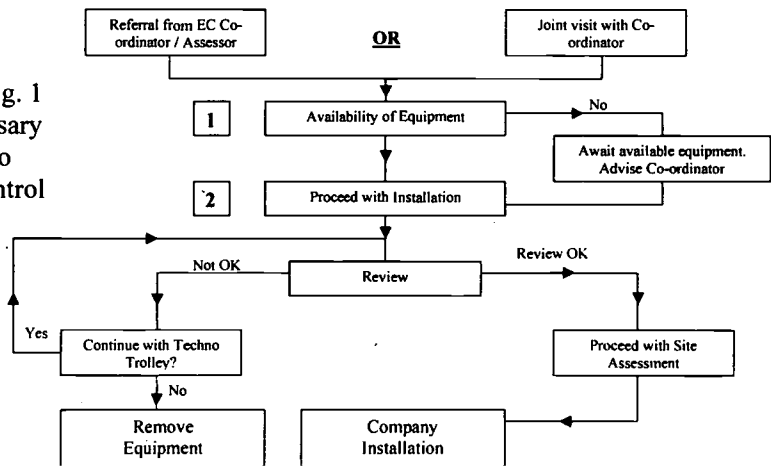 Referral from EC Co-
ordinator / Assessor
OR
Joint visit with Co-
ordinator
g. 1
sary
o
ntrol
1
Availability of Equipment
No
Await available equipment.
Advise Co-ordinator
2
Proceed with Installation
Not OK
Review
Review OK
Yes
Continue with Techno
Trolley?
Proceed with Site
Assessment
No
Remove
Equipment
Company
Installation